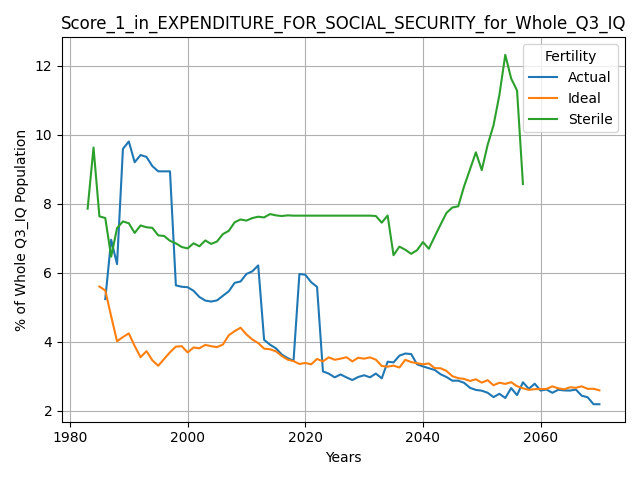 Score_1_in_EXPENDITURE_FOR_SOCIAL_SECURITY_for_Whole_Q3_IQ
Fertility
Actual
Ideal
Sterile
% of Whole Q3_IQ Population
12
10
8
6
4
2
1980
2000
2020
2040
2060
Years